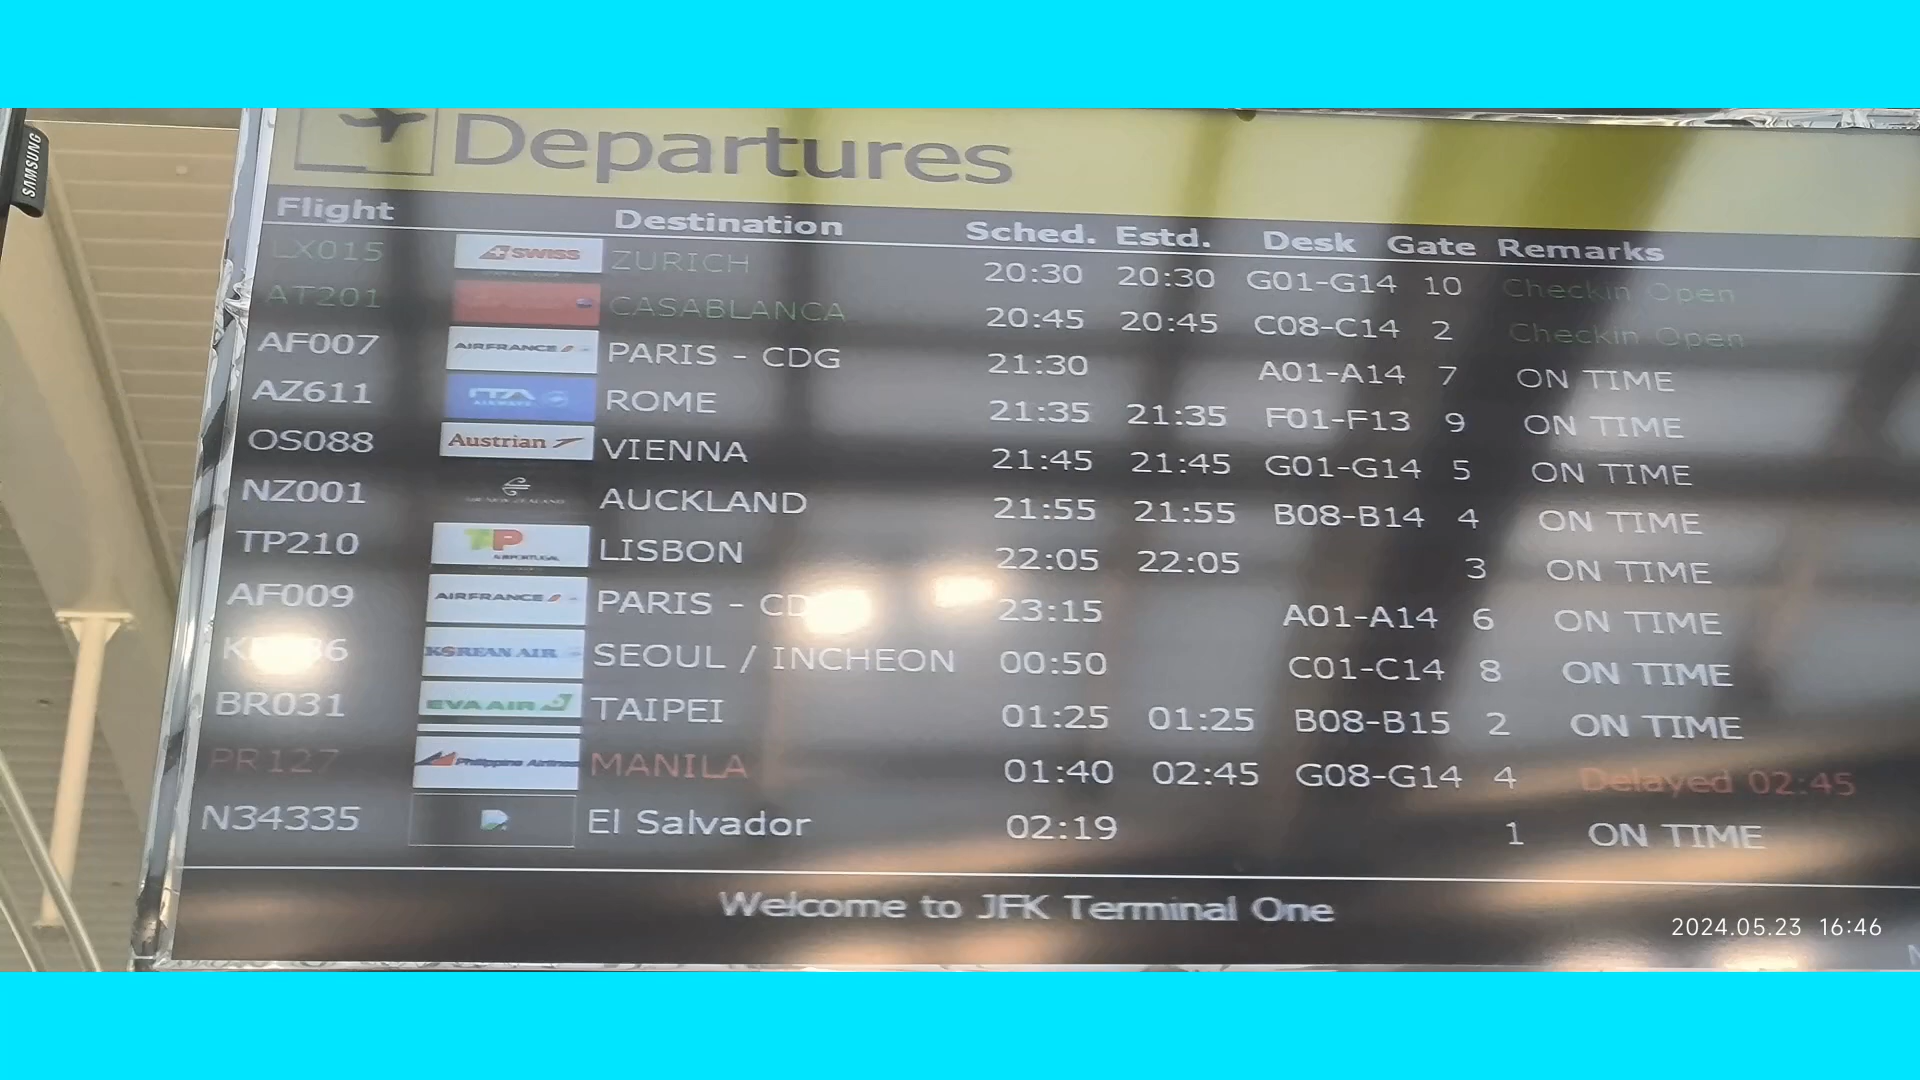 SAMSUNG
Departures
Flight Destination Sched. Estd. Desk Gate Remarks
LX015 SWISS ZURICH 20:30 20:30 G01-G14 10 Checkin Open
AT201 CASABLANCA 20:45 20:45 C08-C14 2 Checkin Open
AF007 AIRFRANCE PARIS - CDG 21:30 A01-A14 7 ON TIME
AZ611 ITA AIRWAYS ROME 21:35 21:35 F01-F13 9 ON TIME
OS088 Austrian VIENNA 21:45 21:45 G01-G14 5 ON TIME
NZ001 AIR NEW ZEALAND AUCKLAND 21:55 21:55 B08-B14 4 ON TIME
TP210 TP AIR PORTUGAL LISBON 22:05 22:05 3 ON TIME
AF009 AIRFRANCE PARIS - 23:15 A01-A14 6 ON TIME
KOREAN AIR SEOUL / INCHEON 00:50 C01-C14 8 ON TIME
BR031 EVA AIR TAIPEI 01:25 01:25 B08-B15 2 ON TIME
PR127 Philippine Airlines MANILA 01:40 02:45 G08-G14 4 Delayed 02:45
N34335 El Salvador 02:19 1 ON TIME
Welcome to JFK Terminal One
2024.05.23 16:46